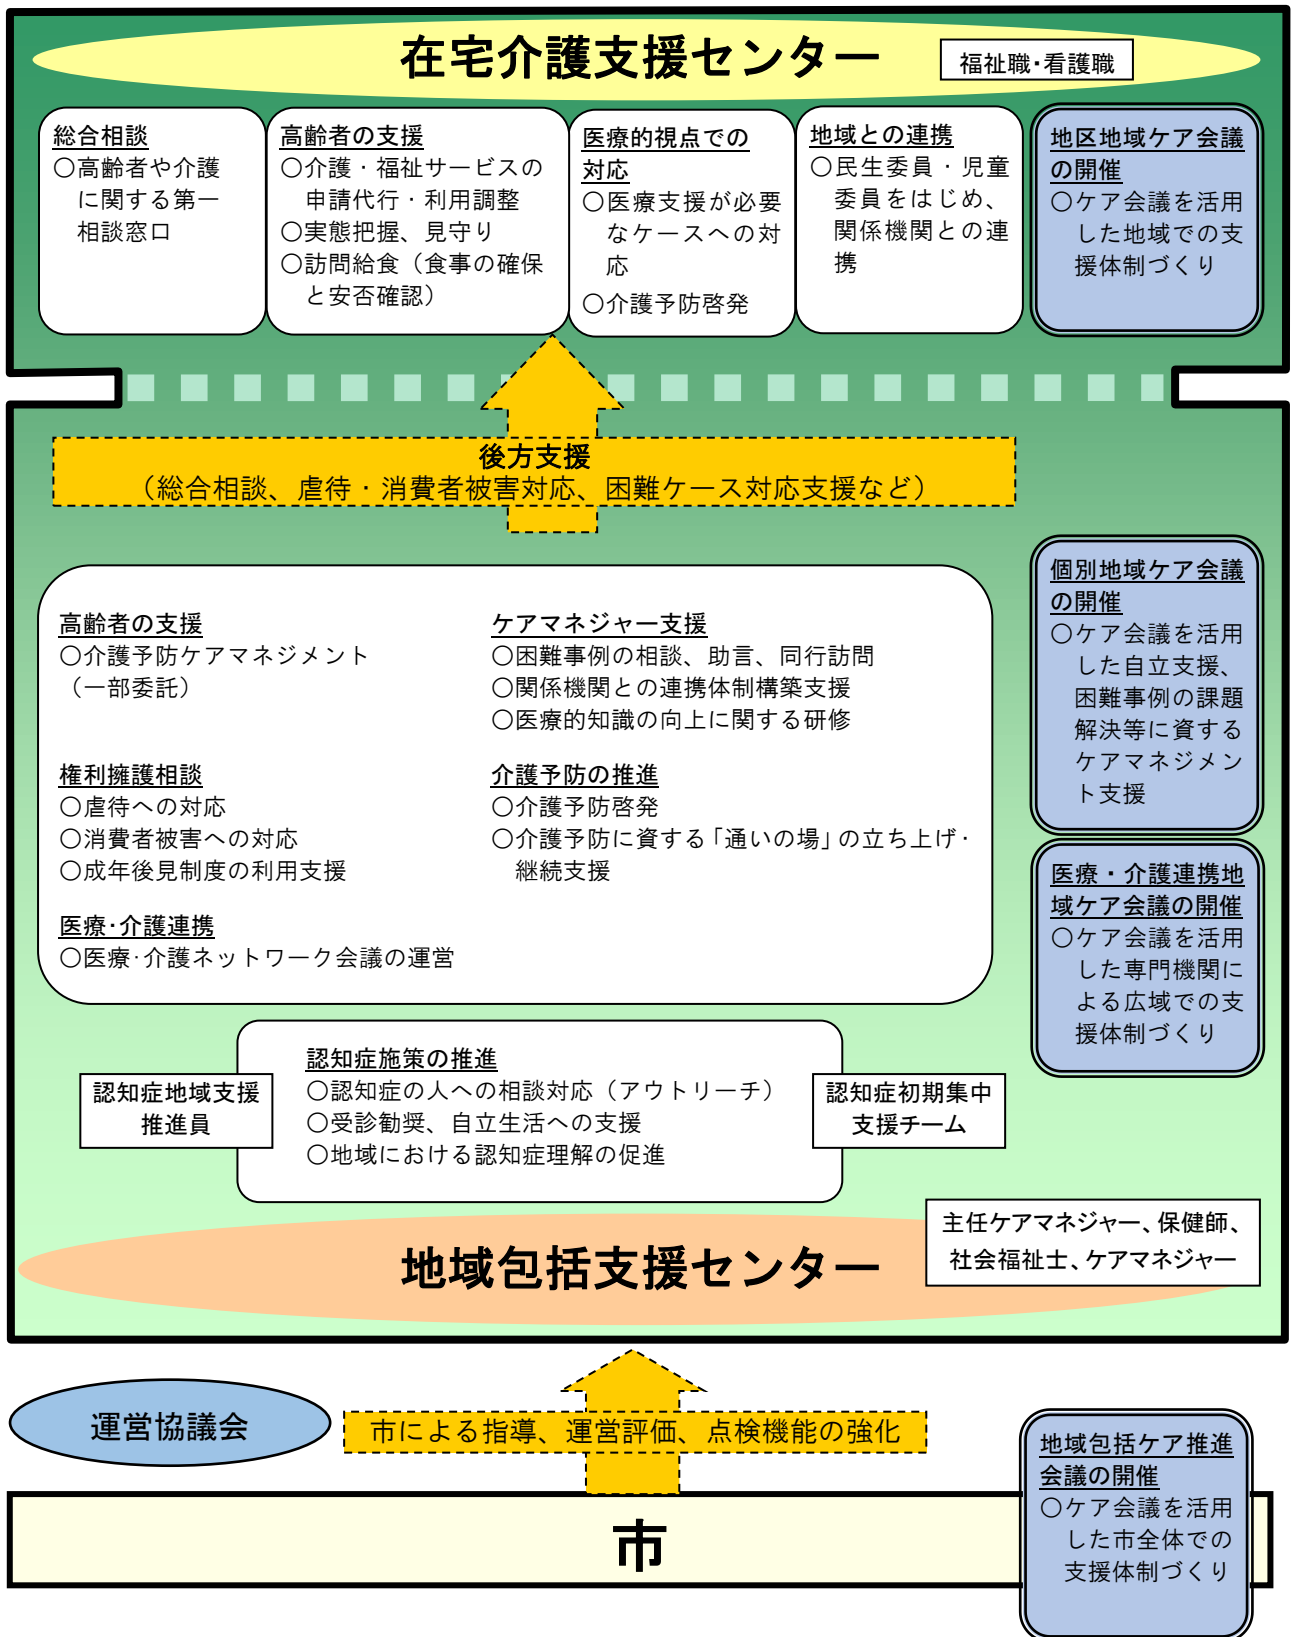 在宅介護支援センター
福祉職・看護職
総合相談
〇高齢者や介護
に関する第一
相談窓口
高齢者の支援
〇介護・福祉サービスの
申請代行・利用調整
〇実態把握、見守り
〇訪問給食（食事の確保
と安否確認）
医療的視点での
対応
〇医療支援が必要
なケースへの対
応
〇介護予防啓発
地域との連携
〇民生委員・児童
委員をはじめ、
関係機関との連
携
地区地域ケア会議
の開催
〇ケア会議を活用
した地域での支
援体制づくり
後方支援
（総合相談、虐待・消費者被害対応、困難ケース対応支援など）
高齢者の支援
〇介護予防ケアマネジメント
（一部委託）
権利擁護相談
〇虐待への対応
〇消費者被害への対応
〇成年後見制度の利用支援
医療・介護連携
〇医療・介護ネットワーク会議の運営
ケアマネジャー支援
〇困難事例の相談、助言、同行訪問
〇関係機関との連携体制構築支援
〇医療的知識の向上に関する研修
介護予防の推進
〇介護予防啓発
〇介護予防に資する「通いの場」の立ち上げ・
継続支援
個別地域ケア会議
の開催
〇ケア会議を活用
した自立支援、
困難事例の課題
解決等に資する
ケアマネジメン
ト支援
医療・介護連携地
域ケア会議の開催
〇ケア会議を活用
した専門機関に
よる広域での支
援体制づくり
認知症地域支援
推進員
認知症施策の推進
〇認知症の人への相談対応（アウトリーチ）
〇受診勧奨、自立生活への支援
〇地域における認知症理解の促進
認知症初期集中
支援チーム
主任ケアマネジャー、保健師、
社会福祉士、ケアマネジャー
地域包括支援センター
運営協議会
市による指導、運営評価、点検機能の強化
地域包括ケア推進
会議の開催
〇ケア会議を活用
した市全体での
支援体制づくり
市